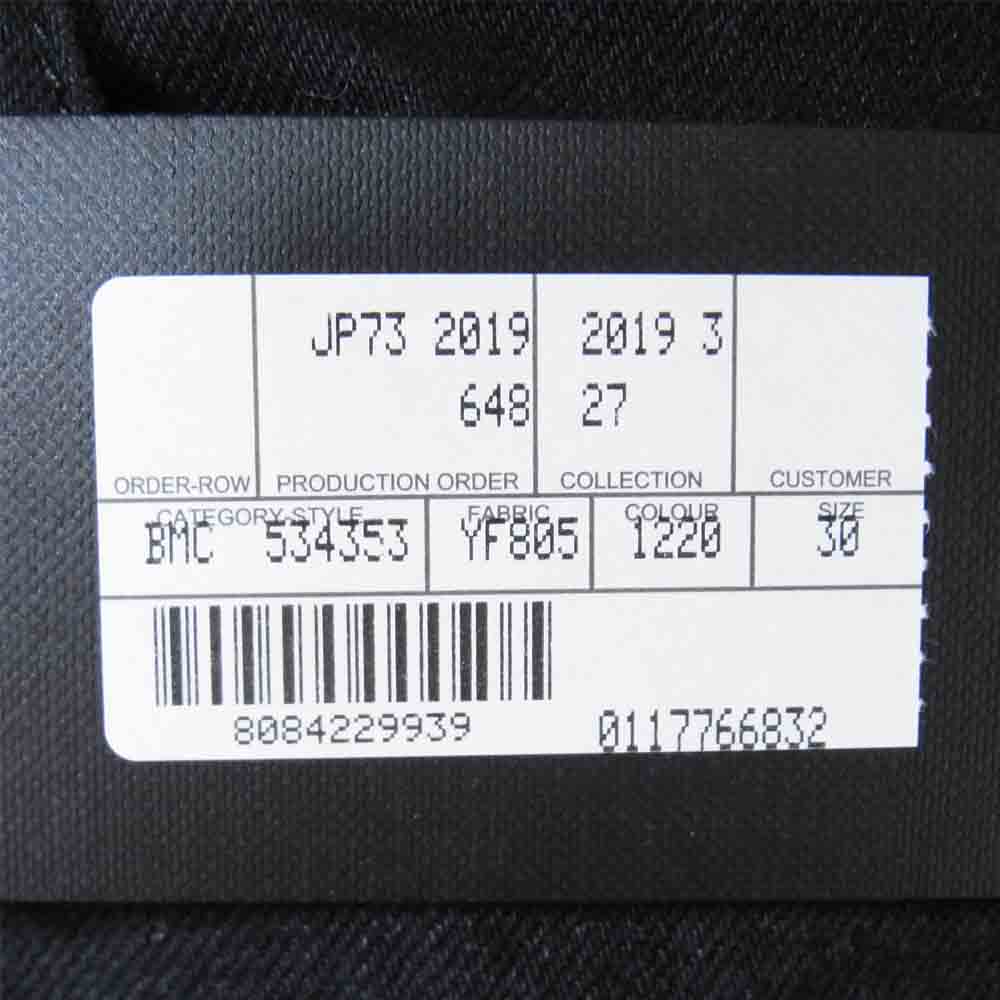 JP73 2019 2019 3
648 27
ORDER-ROW PRODUCTION ORDER COLLECTION CUSTOMER
CATEGORY-STYLE FABRIC COLOUR SIZE
BMC 534353 YF805 1220 30
8084229939 0117766832